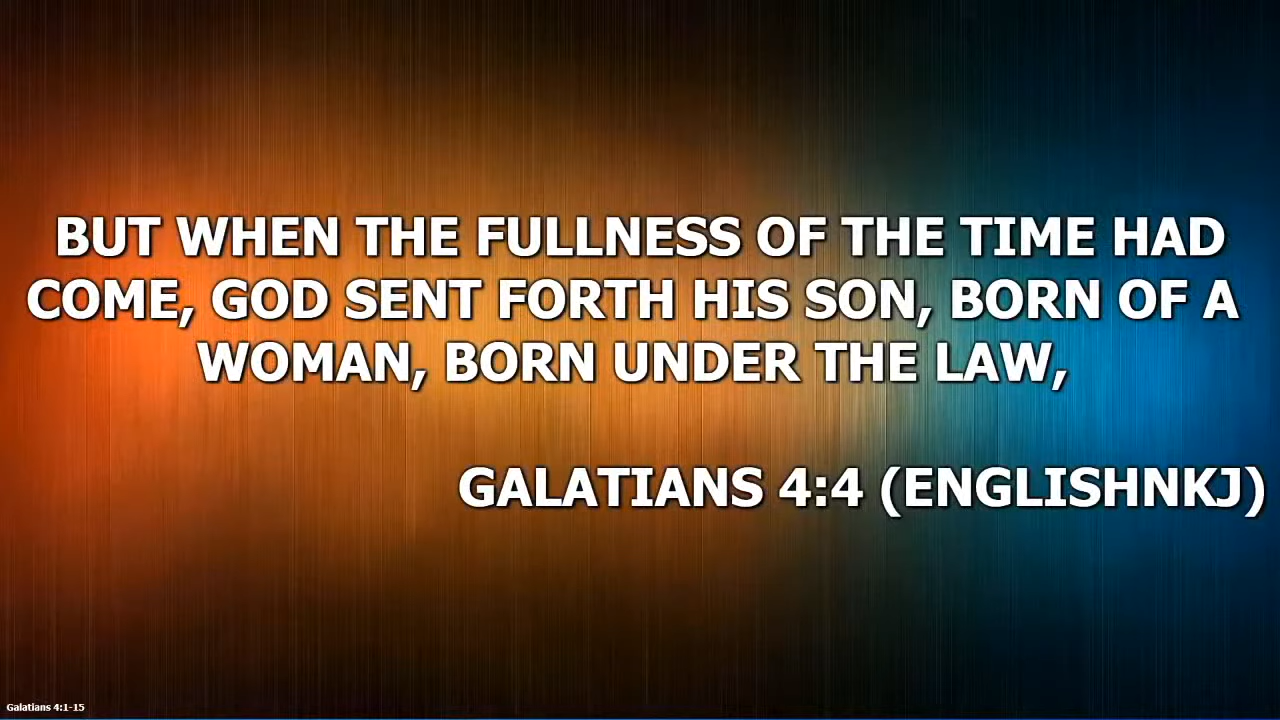 BUT WHEN THE FULLNESS OF THE TIME HAD
COME, GOD SENT FORTH HIS SON, BORN OF A
WOMAN, BORN UNDER THE LAW,
GALATIANS 4:4 (ENGLISHNKJ)
Galatians 4:1-15